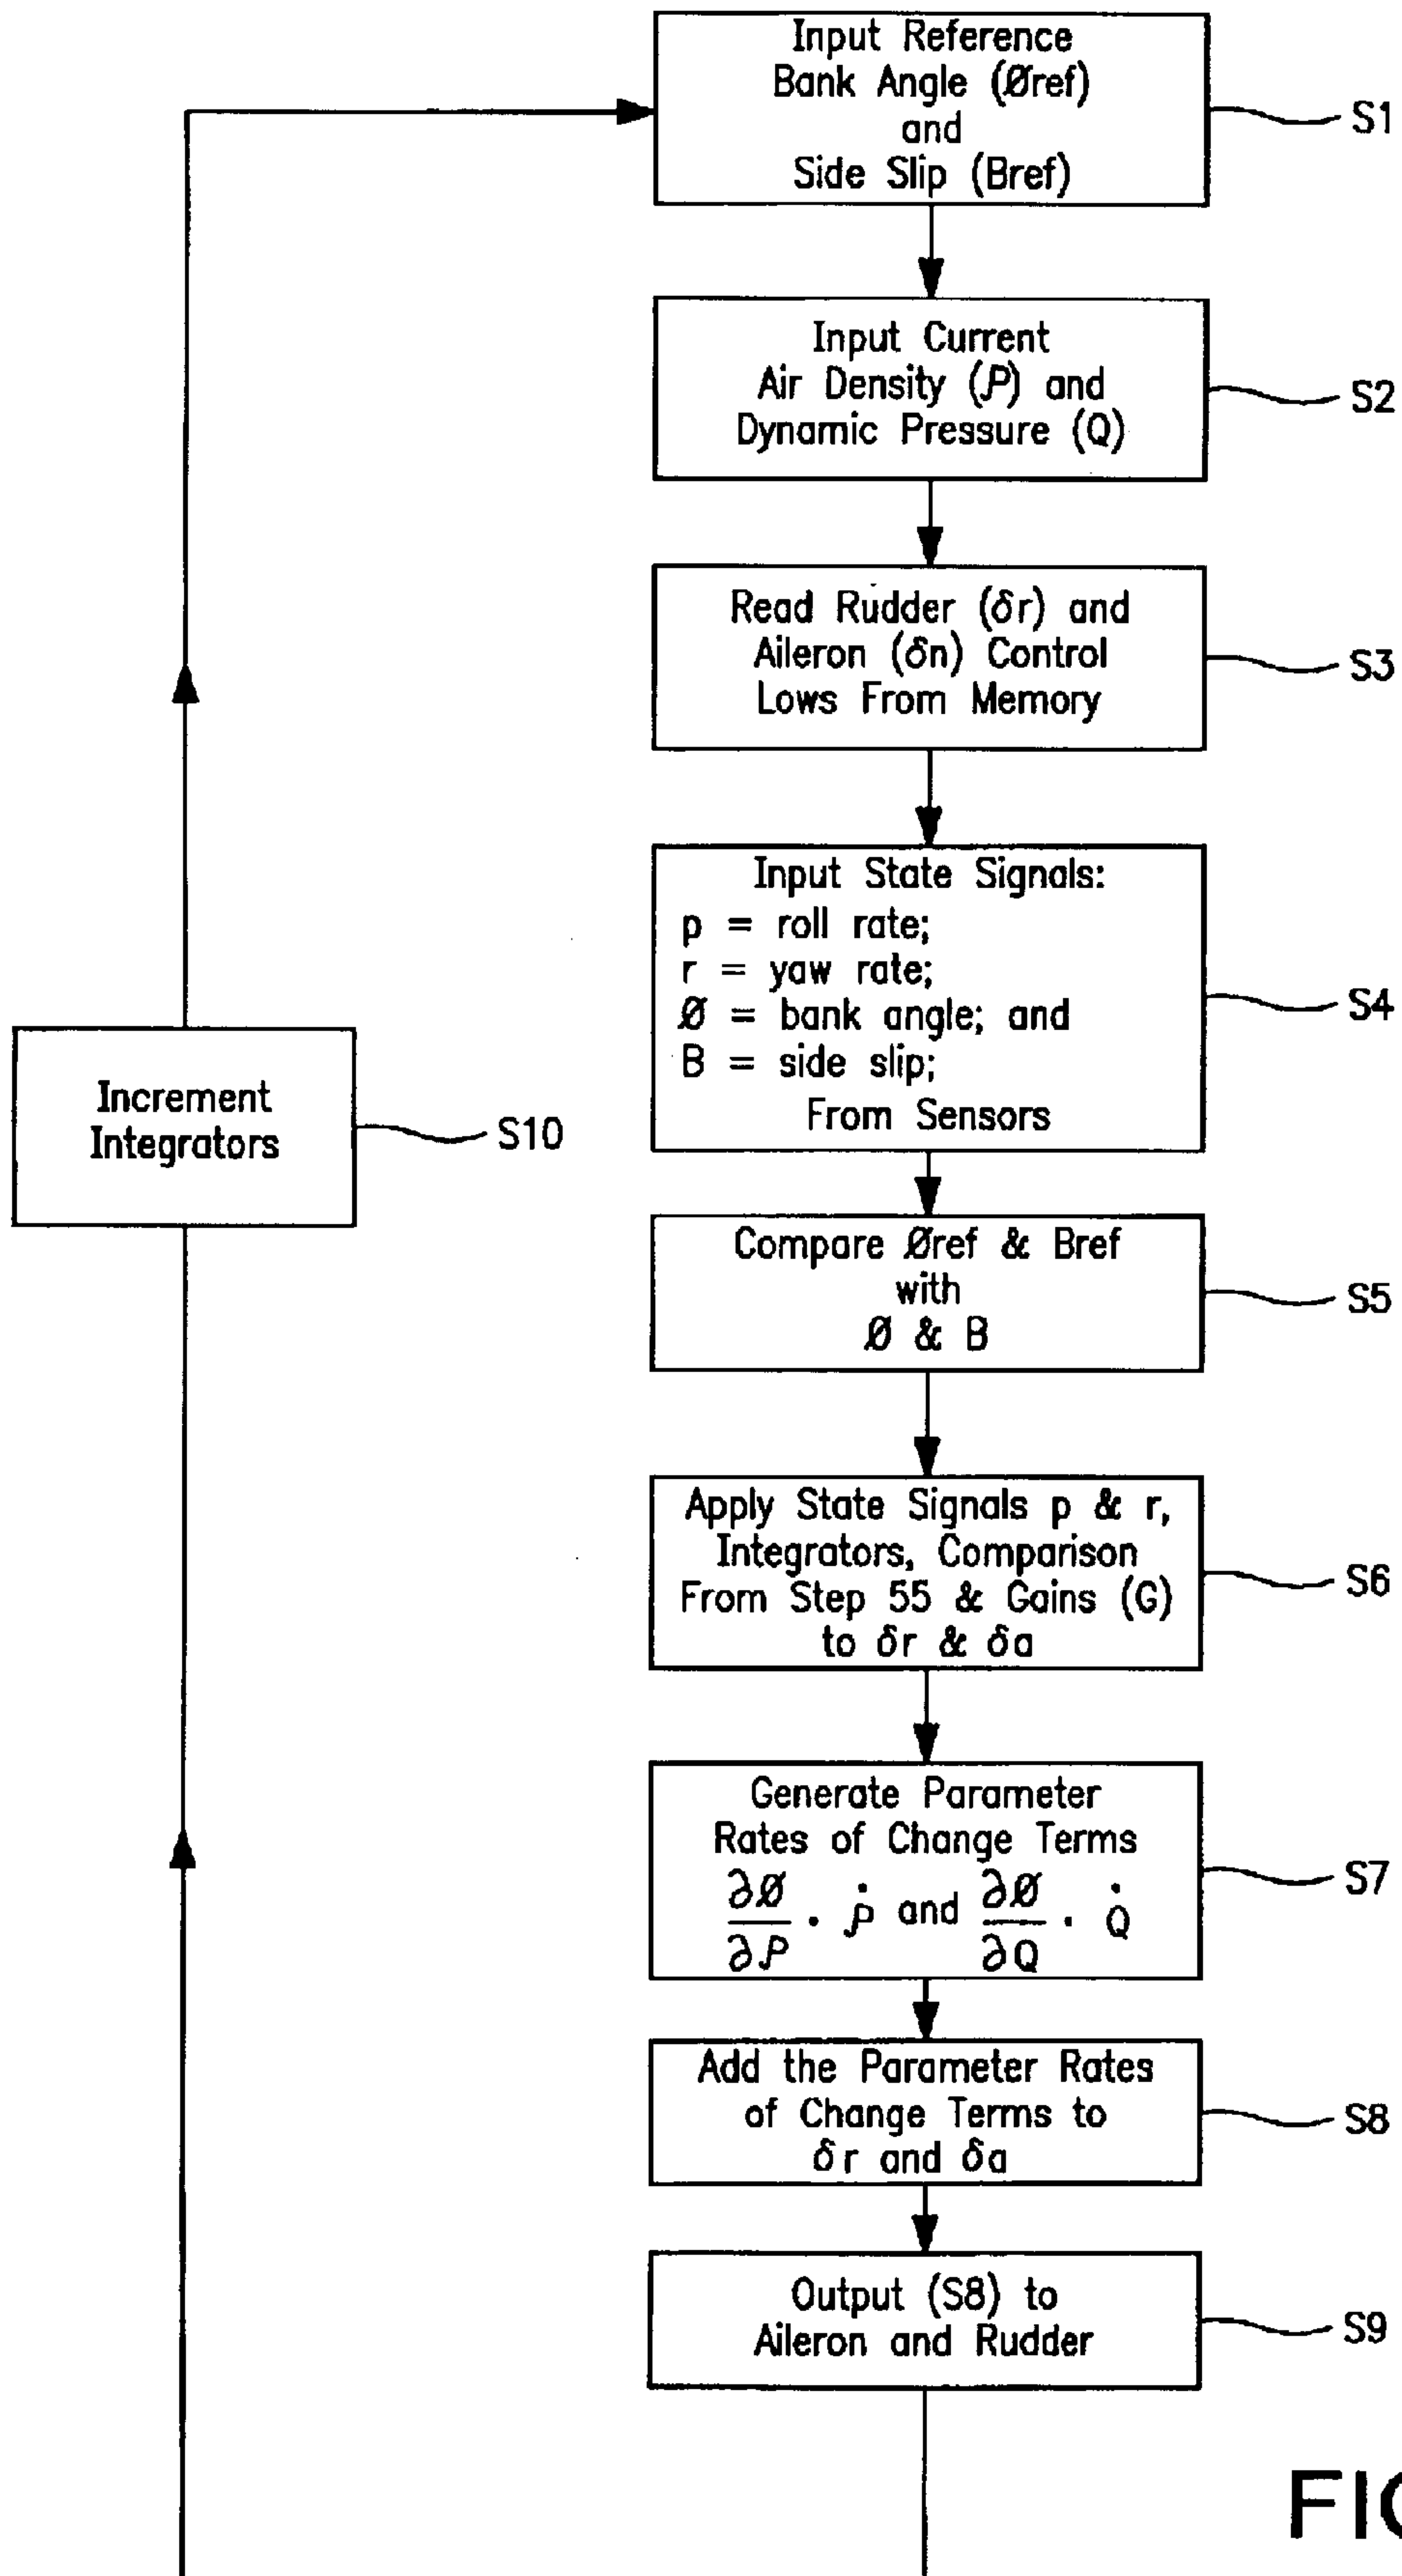 Input Reference
Bank Angle (Øref)
and
Side Slip (Bref)
S1
Input Current
Air Density (ρ) and
Dynamic Pressure (Q)
S2
Read Rudder (δr) and
Aileron (δn) Control
Lows From Memory
S3
Input State Signals:
p = roll rate;
r = yaw rate;
Ø = bank angle; and
B = side slip;
From Sensors
S4
Increment
Integrators
S10
Compare Øref & Bref
with
Ø & B
S5
Apply State Signals p & r,
Integrators, Comparison
From Step 55 & Gains (G)
to δr & δa
S6
Generate Parameter
Rates of Change Terms
∂Ø/∂ρ · ρ̇ and ∂Ø/∂Q · Q̇
S7
Add the Parameter Rates
of Change Terms to
δr and δa
S8
Output (S8) to
Aileron and Rudder
S9